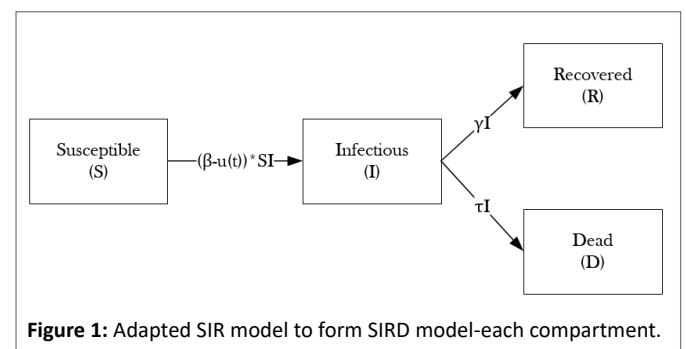 Recovered
(R)
Susceptible
(S)
(β-u(t))*SI
Infectious
(I)
γI
τI
Dead
(D)
Figure 1: Adapted SIR model to form SIRD model-each compartment.